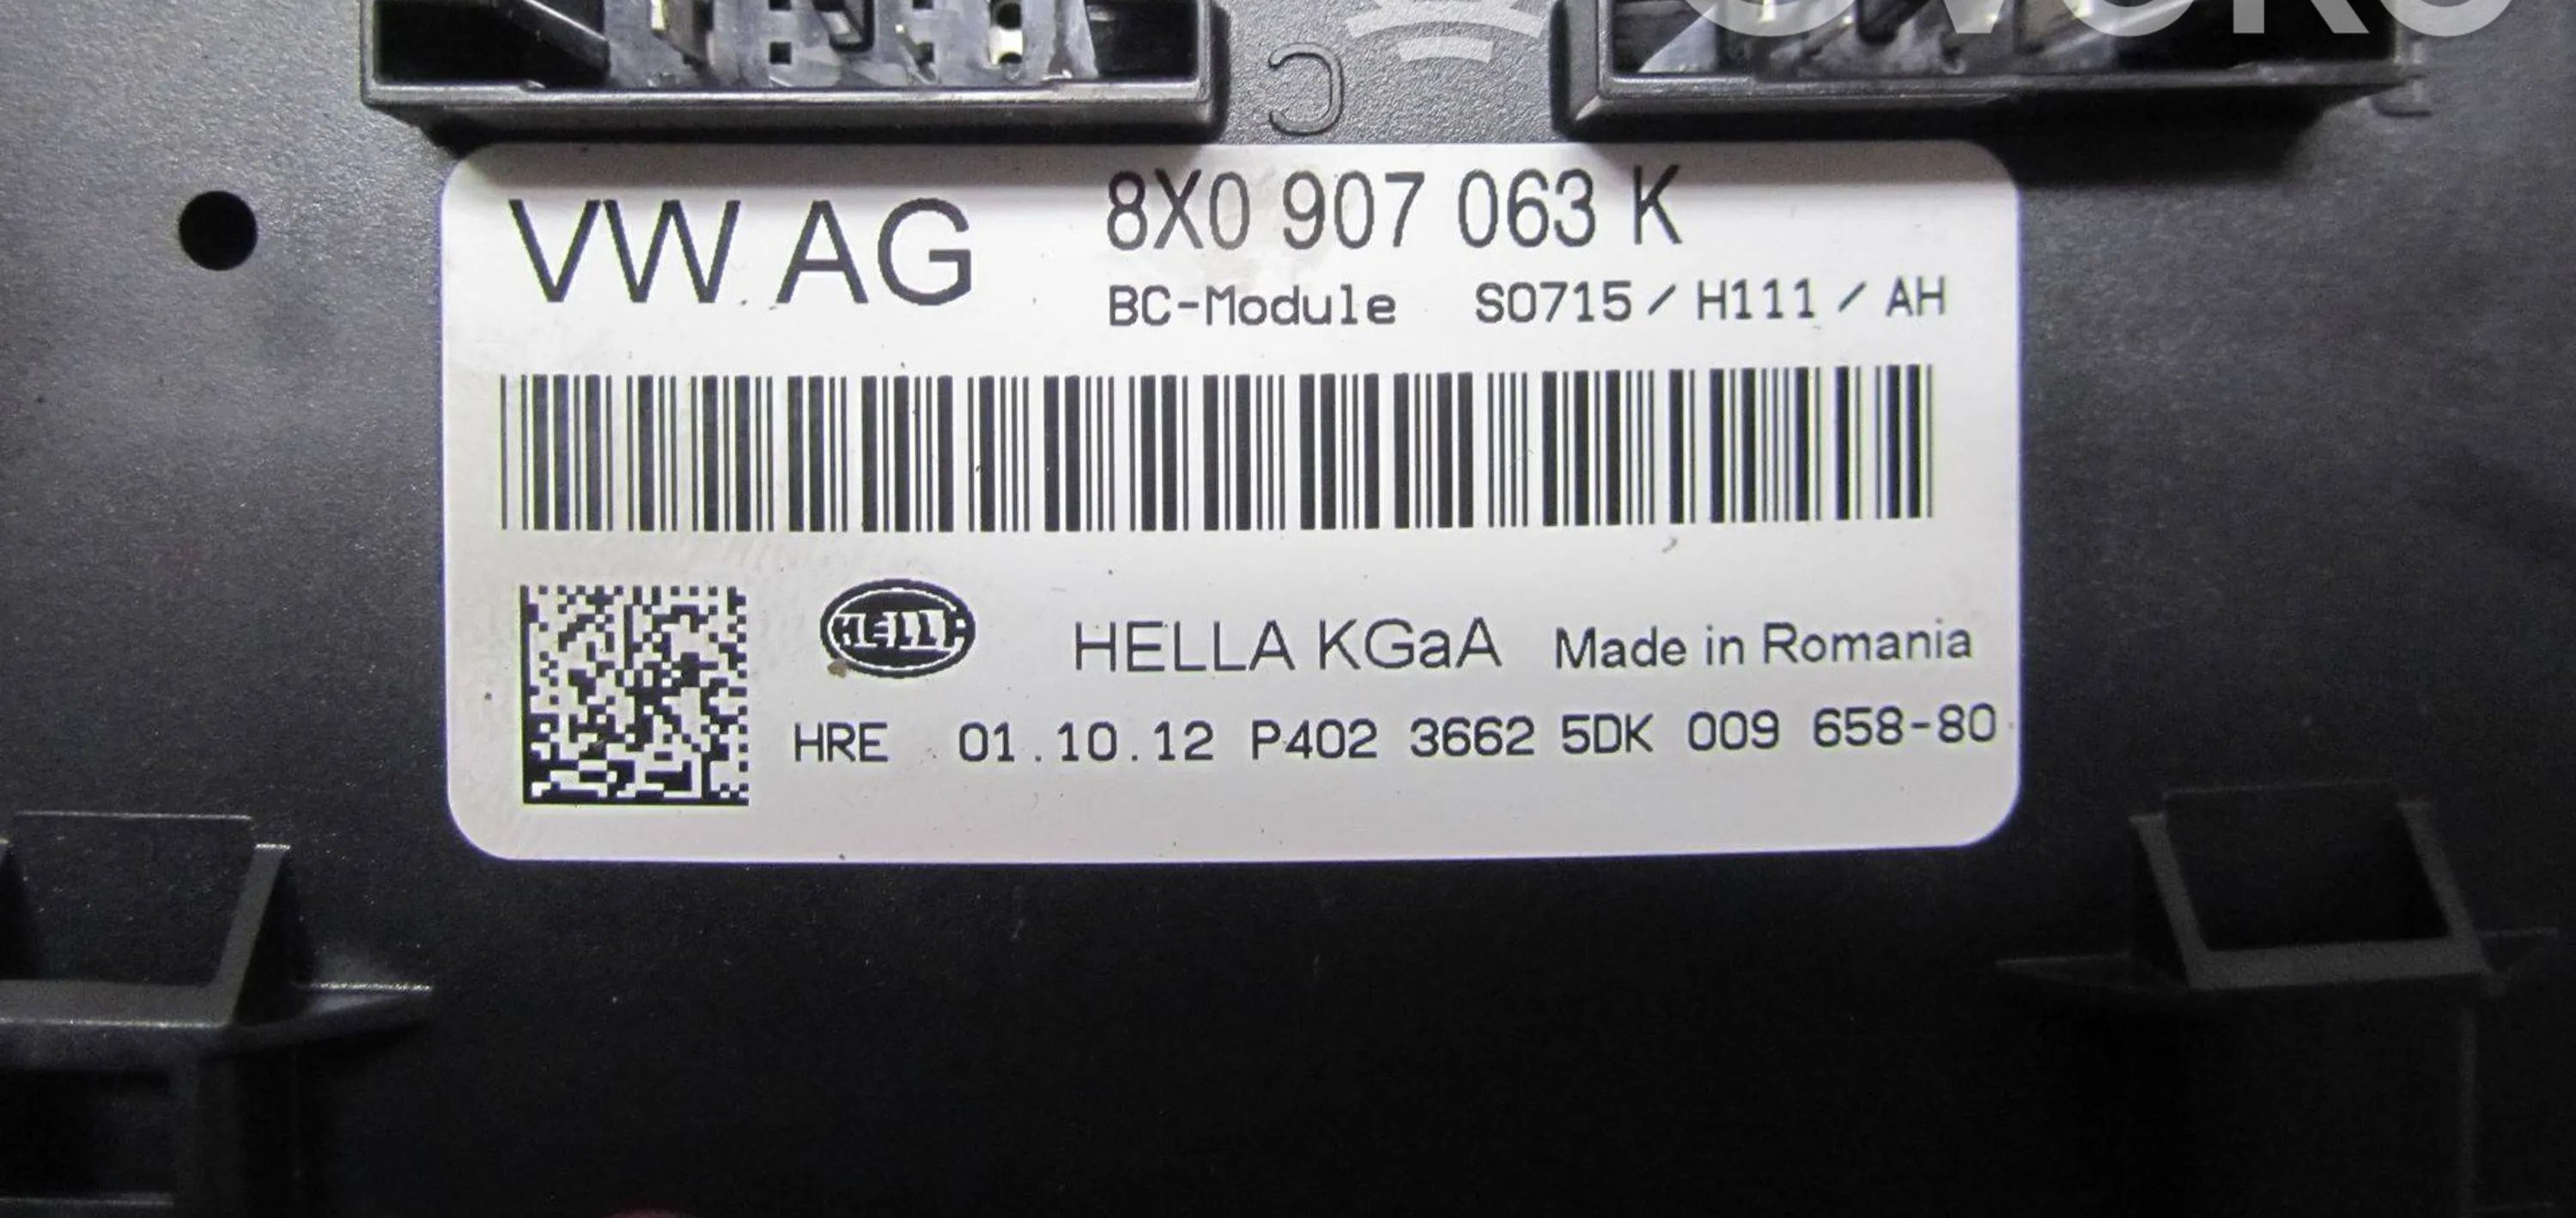 C
VW AG 8X0 907 063 K
BC-Module S0715 / H111 / AH
HELLA
HELLA KGaA Made in Romania
HRE 01.10.12 P402 3662 5DK 009 658-80